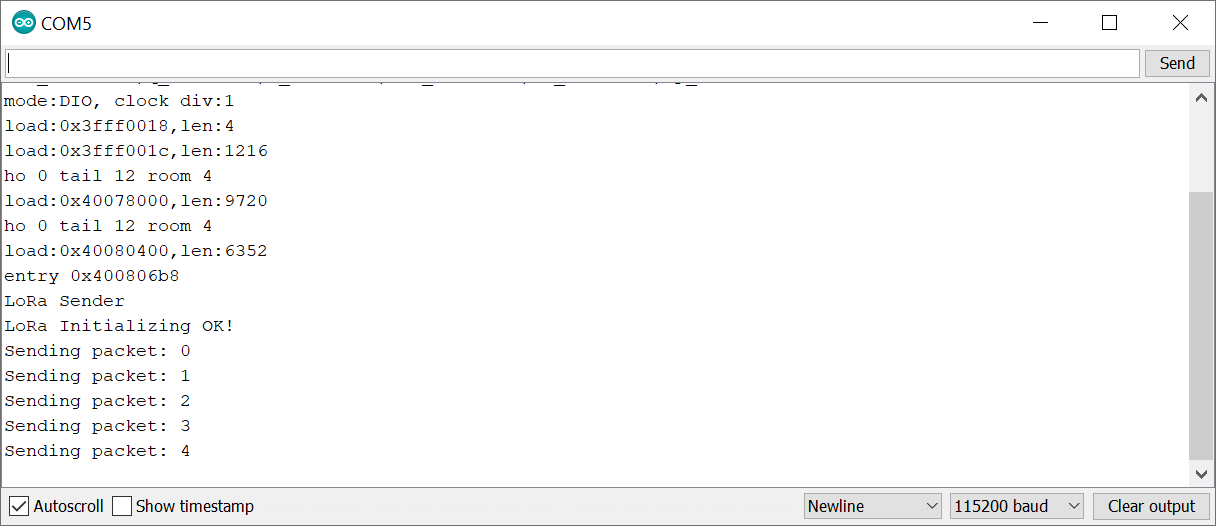 COM5
Send
mode:DIO, clock div:1
load:0x3fff0018,len:4
load:0x3fff001c,len:1216
ho 0 tail 12 room 4
load:0x40078000,len:9720
ho 0 tail 12 room 4
load:0x40080400,len:6352
entry 0x400806b8
LoRa Sender
LoRa Initializing OK!
Sending packet: 0
Sending packet: 1
Sending packet: 2
Sending packet: 3
Sending packet: 4
Autoscroll Show timestamp Newline 115200 baud Clear output